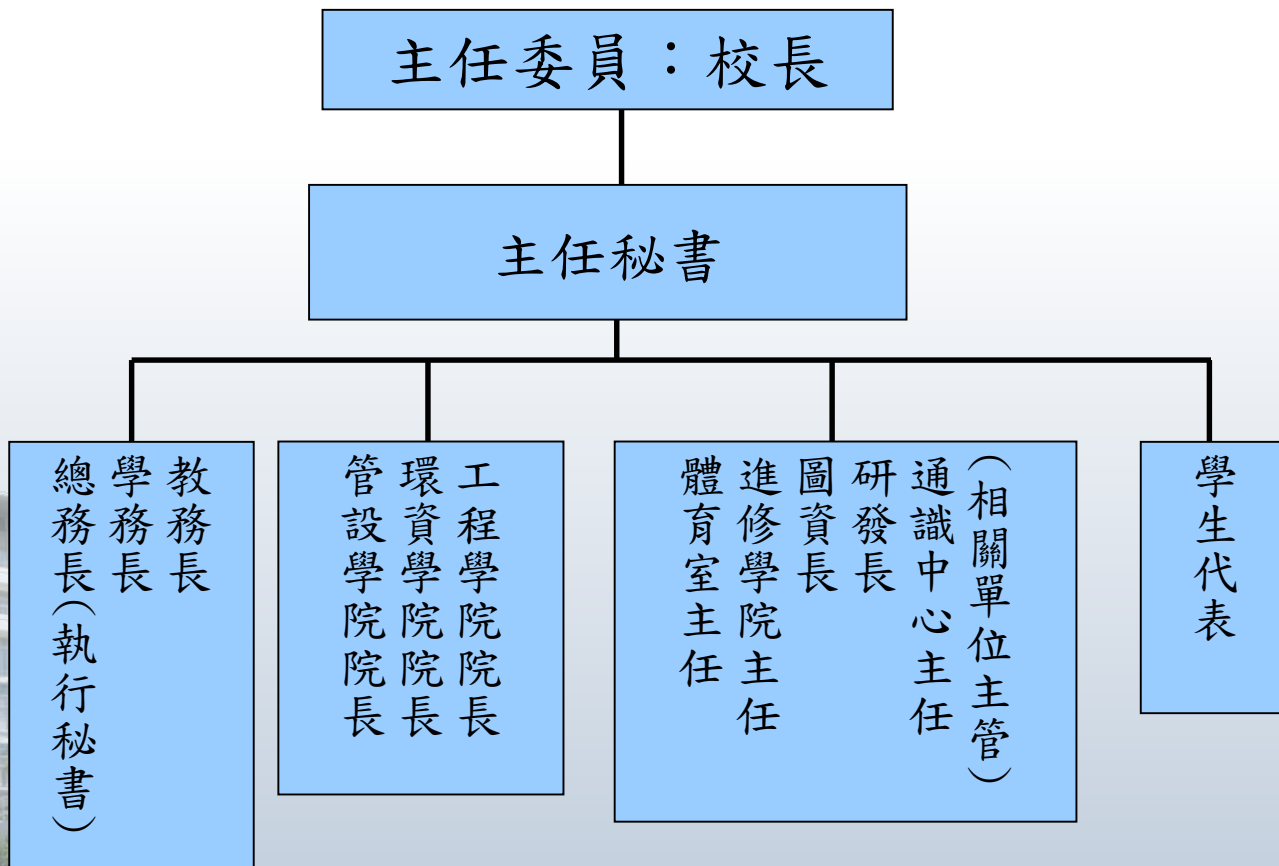 主任委員：校長
主任秘書
教務長
學務長
總務長(執行秘書)
工程學院院長
環資學院院長
管設學院院長
(相關單位主管)
通識中心主任
研發長
圖資長
進修學院主任
體育室主任
學生代表